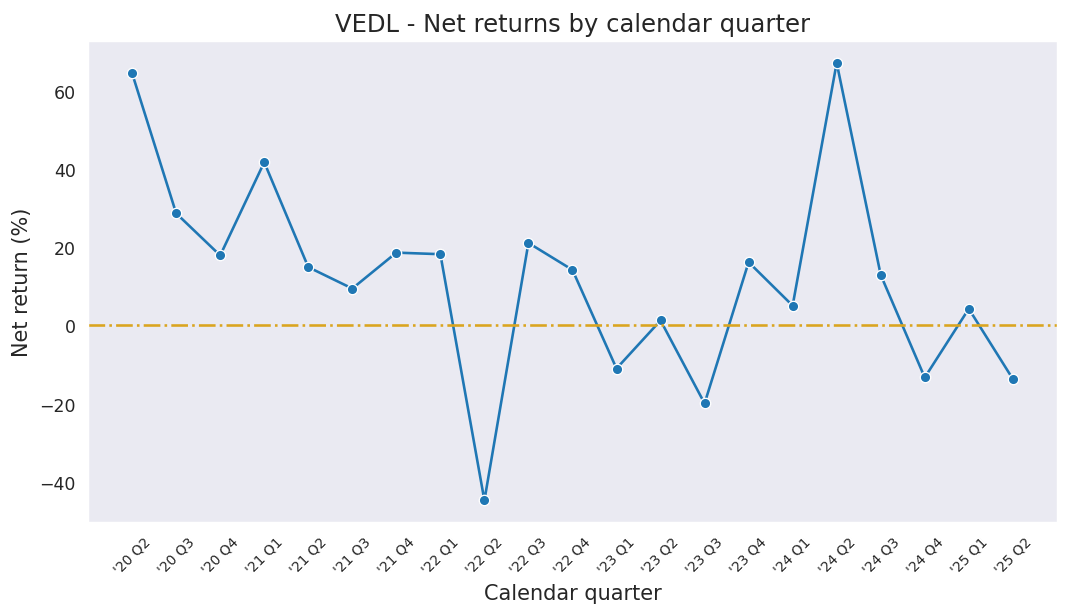 VEDL - Net returns by calendar quarter
Net return (%)
60
40
20
0
−20
−40
'20 Q2
'20 Q3
'20 Q4
'21 Q1
'21 Q2
'21 Q3
'21 Q4
'22 Q1
'22 Q2
'22 Q3
'22 Q4
'23 Q1
'23 Q2
'23 Q3
'23 Q4
'24 Q1
'24 Q2
'24 Q3
'24 Q4
'25 Q1
'25 Q2
Calendar quarter